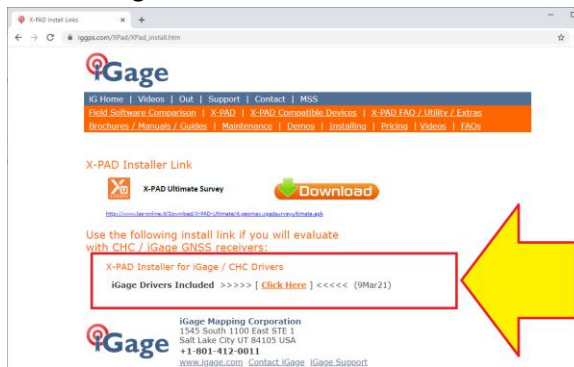 X-PAD Install Links
iggps.com/XPad/XPad_install.htm
iGage
iG Home | Videos | Out | Support | Contact | MSS
Field Software Comparison | X-PAD | X-PAD Compatible Devices | X-PAD FAQ / Utility / Extras
Brochures / Manuals / Guides | Maintenance | Demos | Installing | Pricing | Videos | FAQs
X-PAD Installer Link
X-PAD Ultimate Survey
Download
Use the following install link if you will evaluate
with CHC / iGage GNSS receivers:
X-PAD Installer for iGage / CHC Drivers
iGage Drivers Included >>>>> [ Click Here ] <<<<< (9Mar21)
iGage
iGage Mapping Corporation
1545 South 1100 East STE 1
Salt Lake City UT 84105 USA
+1-801-412-0011
www.igage.com Contact iGage iGage Support